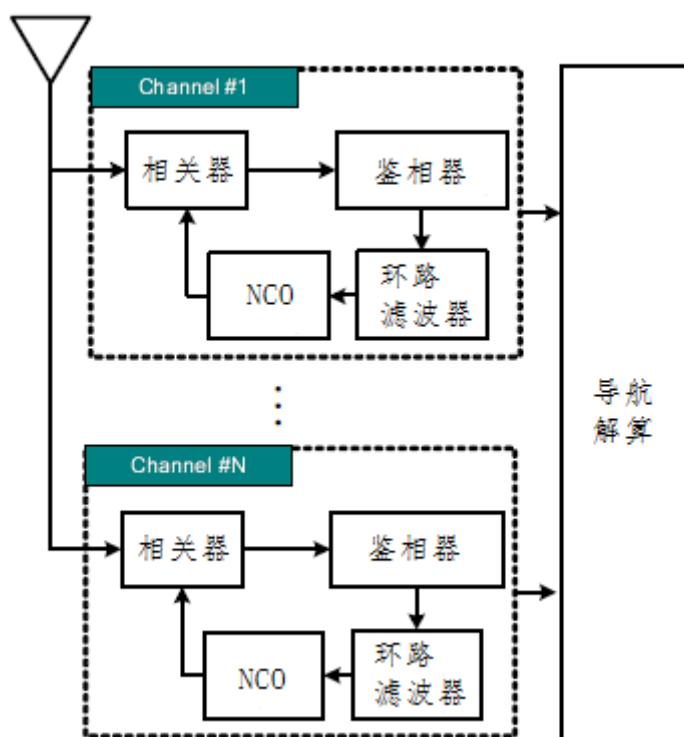 Channel #1
相关器
鉴相器
NCO
环路
滤波器
导航
解算
Channel #N
相关器
鉴相器
NCO
环路
滤波器